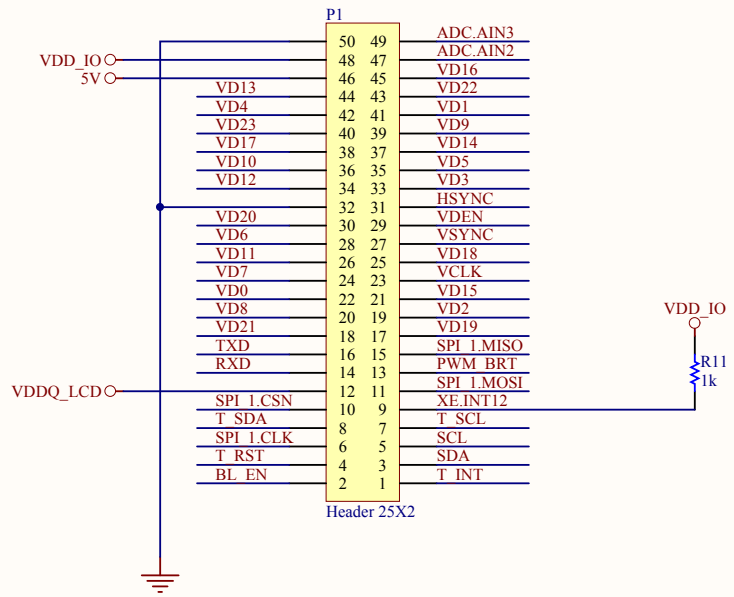 P1
50 49 ADC.AIN3
VDD_IO 48 47 ADC.AIN2
5V 46 45 VD16
VD13 44 43 VD22
VD4 42 41 VD1
VD23 40 39 VD9
VD17 38 37 VD14
VD10 36 35 VD5
VD12 34 33 VD3
32 31 HSYNC
VD20 30 29 VDEN
VD6 28 27 VSYNC
VD11 26 25 VD18
VD7 24 23 VCLK
VD0 22 21 VD15
VD8 20 19 VD2
VD21 18 17 VD19
TXD 16 15 SPI_1.MISO
RXD 14 13 PWM_BRT
VDDQ_LCD 12 11 SPI_1.MOSI
SPI_1.CSN 10 9 XE.INT12
T_SDA 8 7 T_SCL
SPI_1.CLK 6 5 SCL
T_RST 4 3 SDA
BL_EN 2 1 T_INT
Header 25X2
VDD_IO
R11
1k